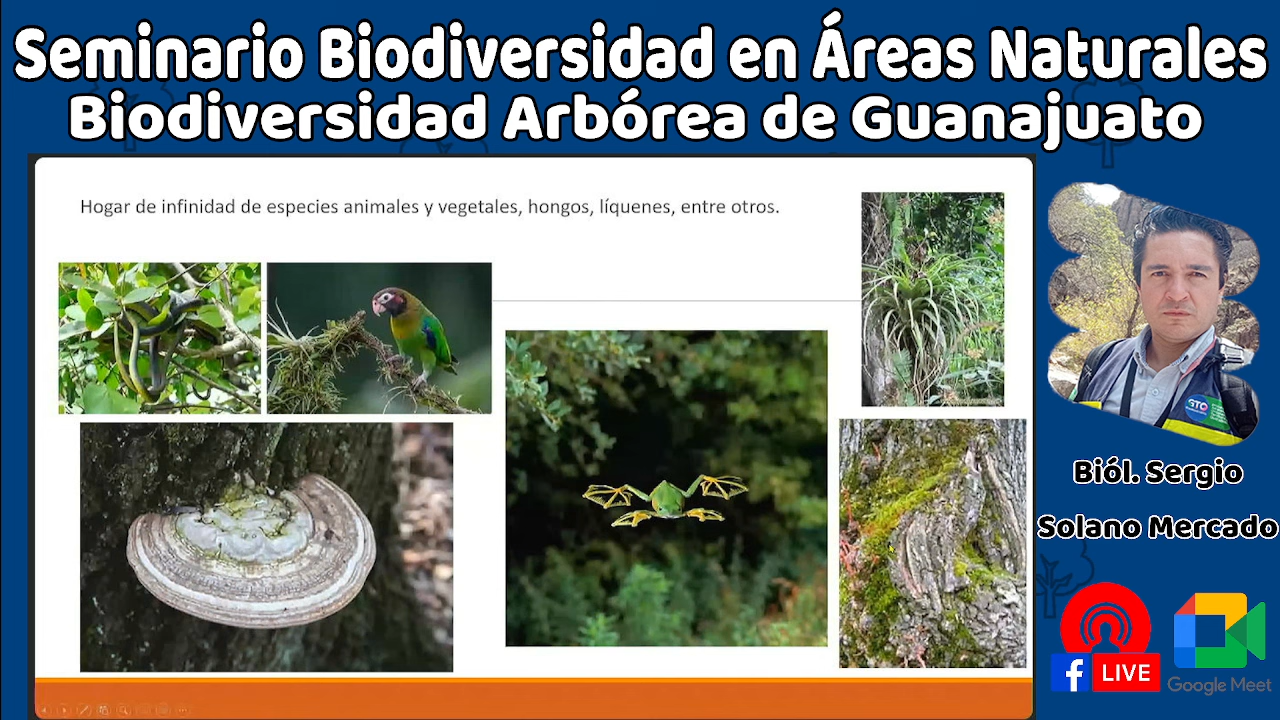 Seminario Biodiversidad en Áreas Naturales
Biodiversidad Arbórea de Guanajuato
Hogar de infinidad de especies animales y vegetales, hongos, líquenes, entre otros.
GTO
Biól. Sergio
Solano Mercado
f LIVE
Google Meet